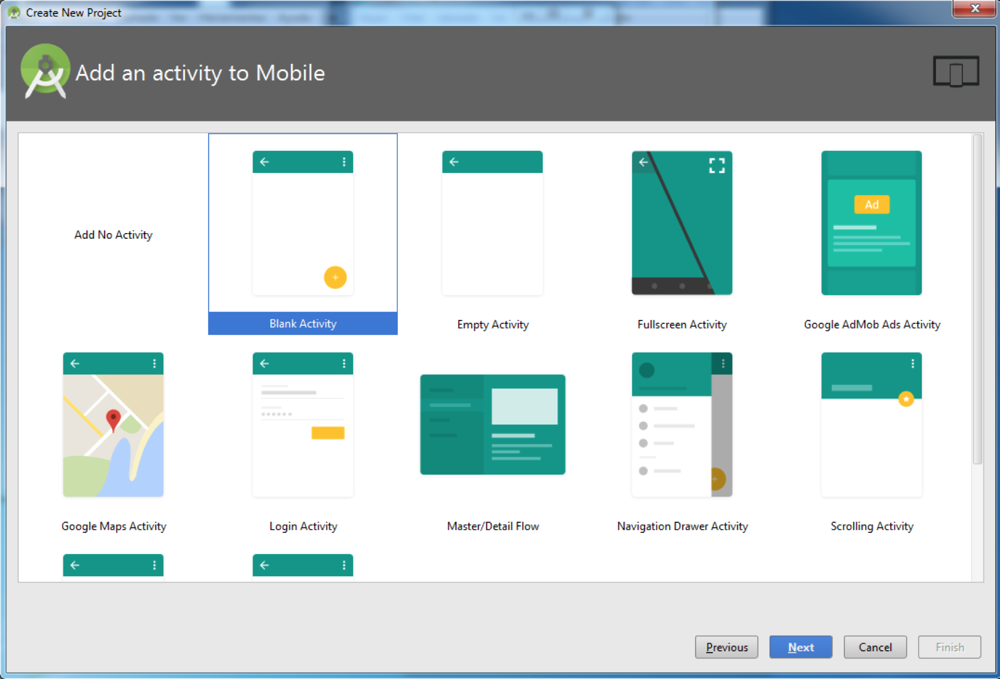 Create New Project
Add an activity to Mobile
Add No Activity
Blank Activity
Empty Activity
Fullscreen Activity
Ad
Google AdMob Ads Activity
Google Maps Activity
Login Activity
Master/Detail Flow
Navigation Drawer Activity
Scrolling Activity
Previous
Next
Cancel
Finish